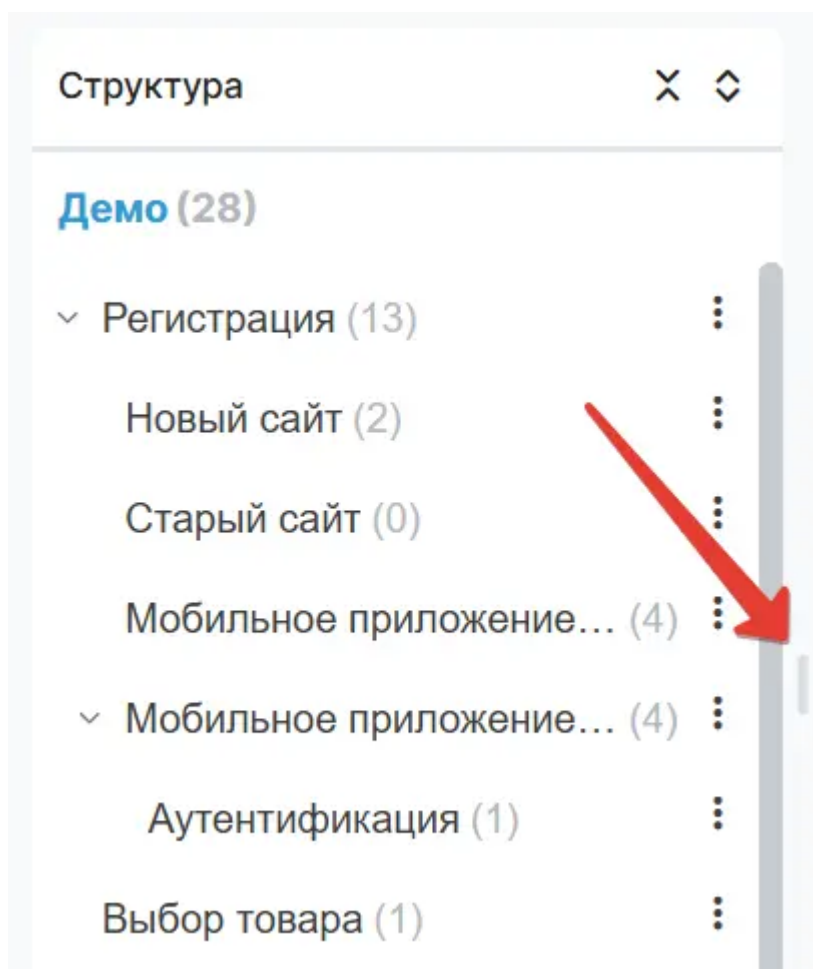 Структура
Демо (28)
Регистрация (13)
Новый сайт (2)
Старый сайт (0)
Мобильное приложение... (4)
Мобильное приложение... (4)
Аутентификация (1)
Выбор товара (1)